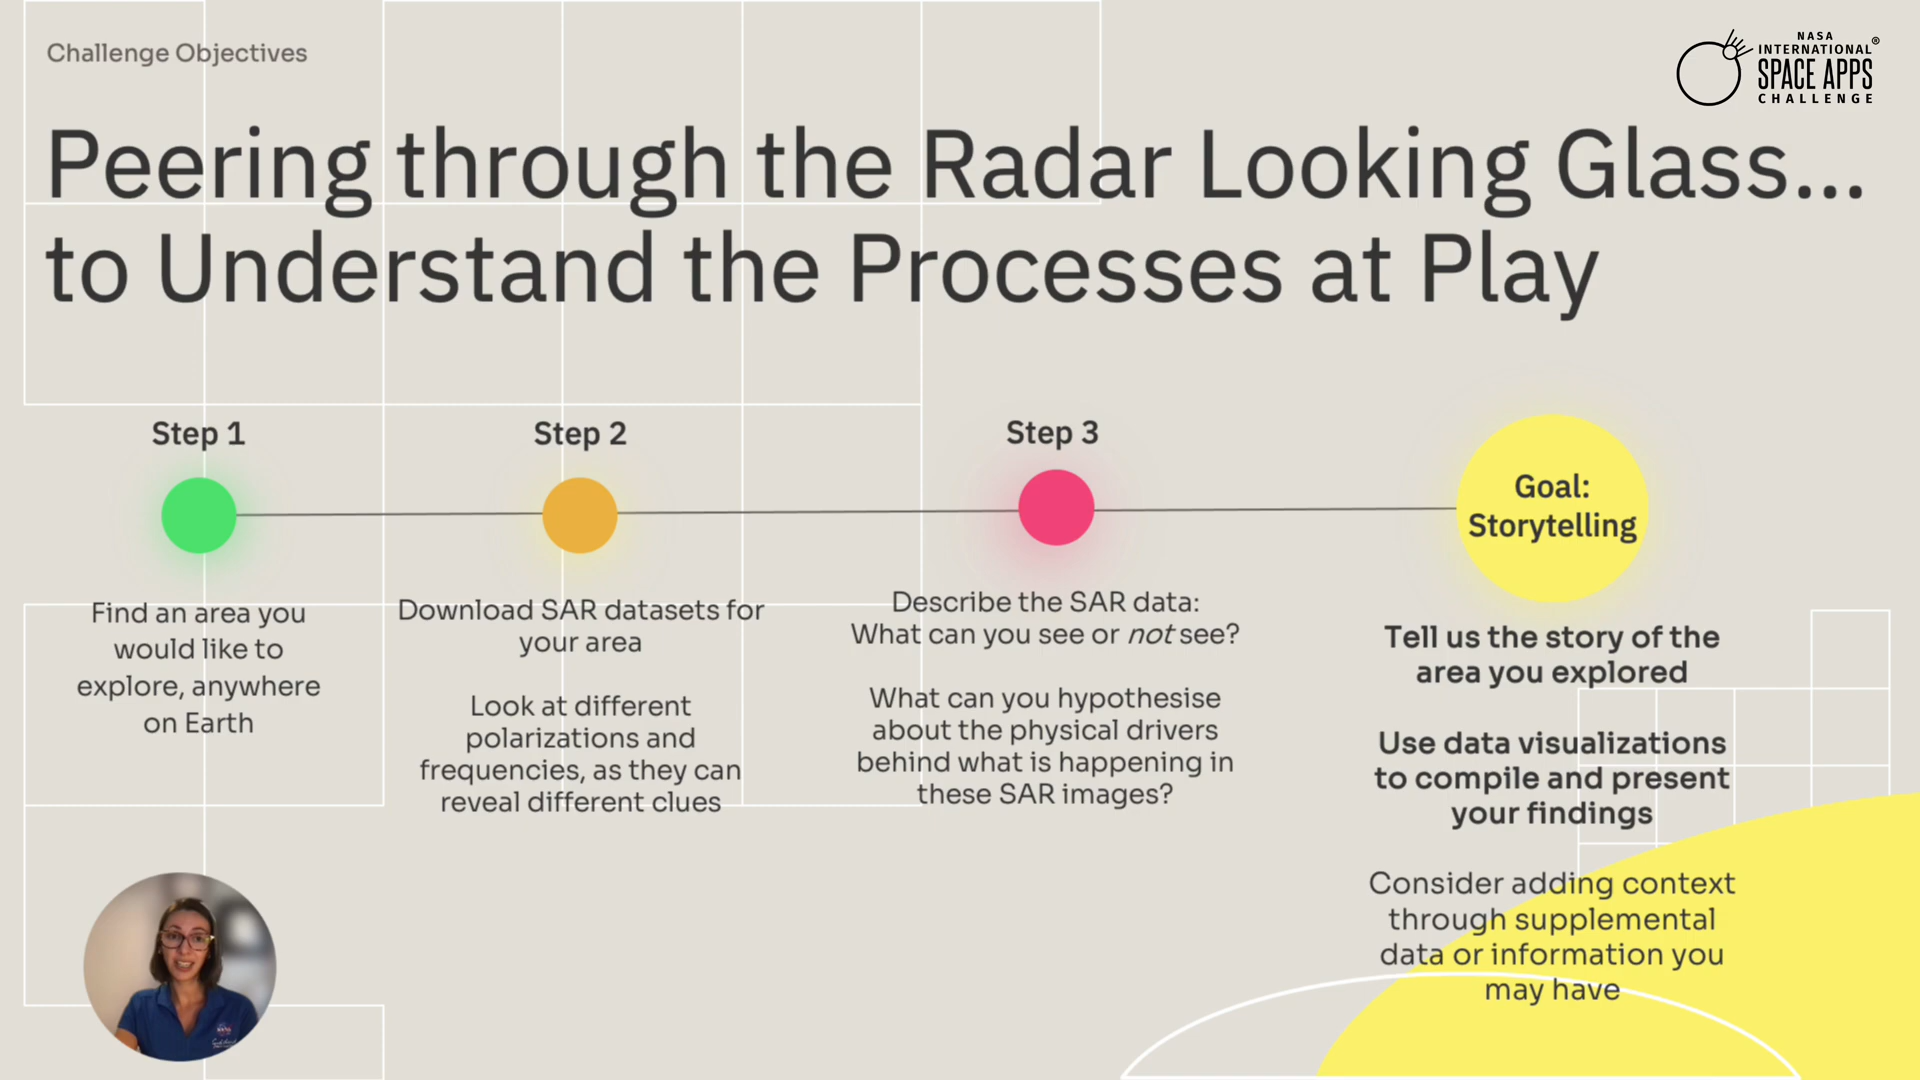 Challenge Objectives
NASA
INTERNATIONAL®
SPACE APPS
CHALLENGE
Peering through the Radar Looking Glass...
to Understand the Processes at Play
Step 1
Find an area you
would like to
explore, anywhere
on Earth
Step 2
Download SAR datasets for
your area
Look at different
polarizations and
frequencies, as they can
reveal different clues
Step 3
Describe the SAR data:
What can you see or not see?
What can you hypothesise
about the physical drivers
behind what is happening in
these SAR images?
Goal:
Storytelling
Tell us the story of the
area you explored
Use data visualizations
to compile and present
your findings
Consider adding context
through supplemental
data or information you
may have
NASA